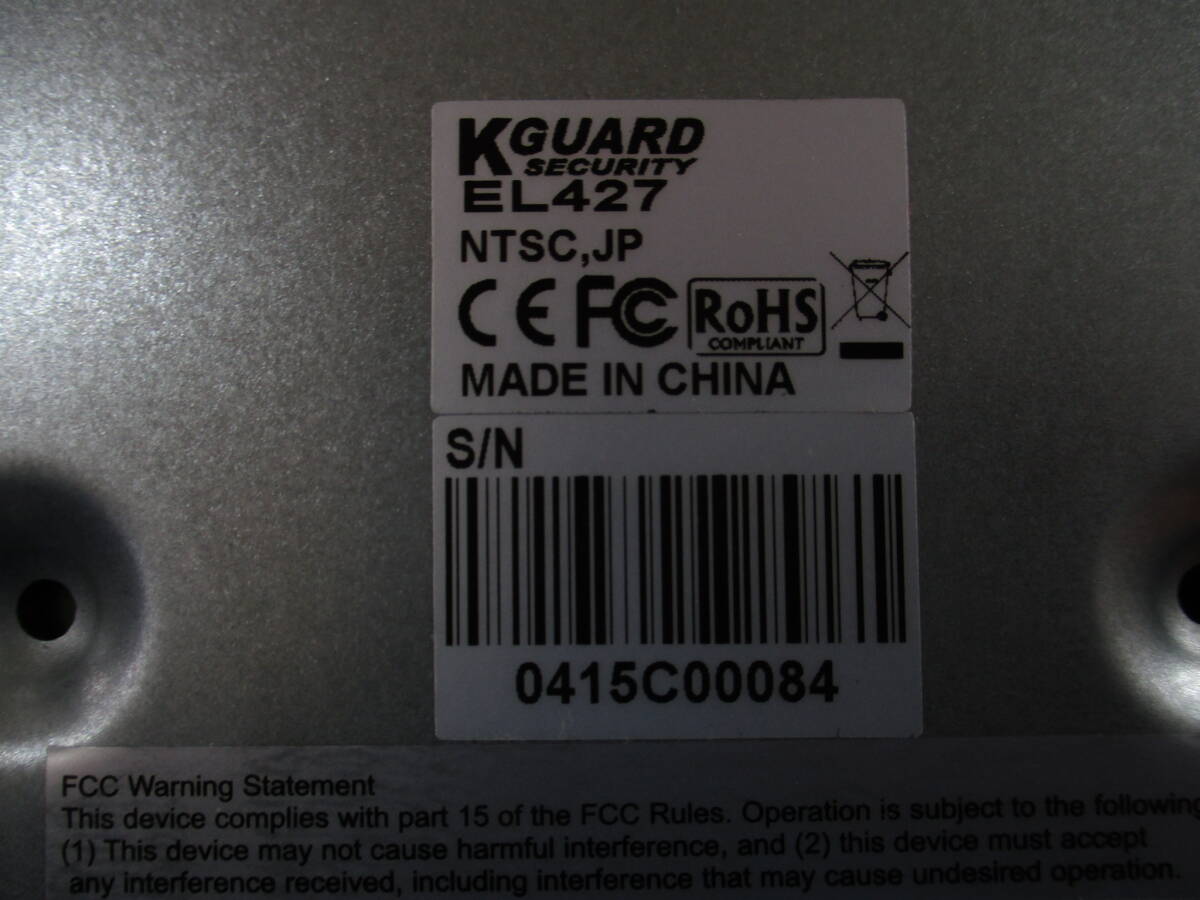 KGUARD
SECURITY
EL427
NTSC,JP
CE FC RoHS
COMPLIANT
MADE IN CHINA
S/N
0415C00084
FCC Warning Statement
This device complies with part 15 of the FCC Rules. Operation is subject to the following
(1) This device may not cause harmful interference, and (2) this device must accept
any interference received, including interference that may cause undesired operation.